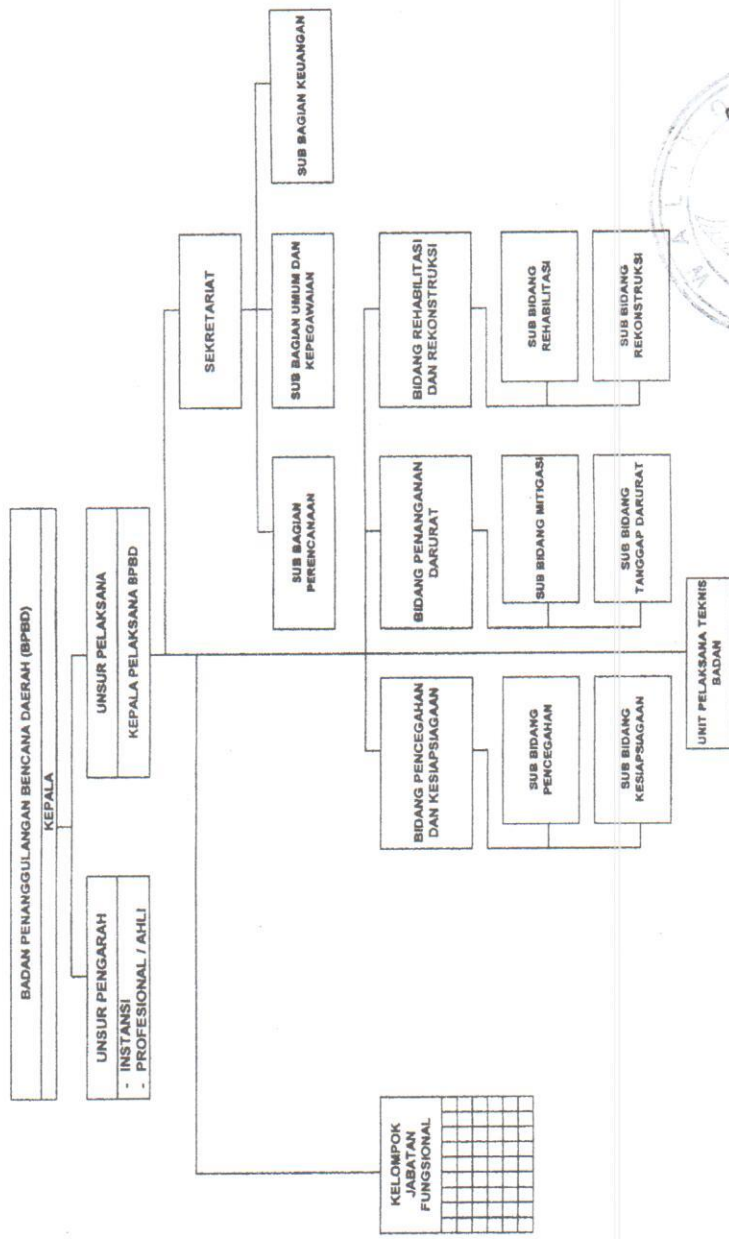 BADAN PENANGGULANGAN BENCANA DAERAH (BPBD)
KEPALA
UNSUR PENGARAH
- INSTANSI
- PROFESIONAL / AHLI
UNSUR PELAKSANA
KEPALA PELAKSANA BPBD
SEKRETARIAT
SUB BAGIAN
PERENCANAAN
SUB BAGIAN UMUM DAN
KEPEGAWAIAN
SUB BAGIAN KEUANGAN
KELOMPOK
JABATAN
FUNGSIONAL
BIDANG PENCEGAHAN
DAN KESIAPSIAGAAN
BIDANG PENANGANAN
DARURAT
BIDANG REHABILITASI
DAN REKONSTRUKSI
SUB BIDANG
PENCEGAHAN
SUB BIDANG MITIGASI
SUB BIDANG
REHABILITASI
SUB BIDANG
KESIAPSIAGAAN
SUB BIDANG
TANGGAP DARURAT
SUB BIDANG
REKONSTRUKSI
UNIT PELAKSANA TEKNIS
BADAN